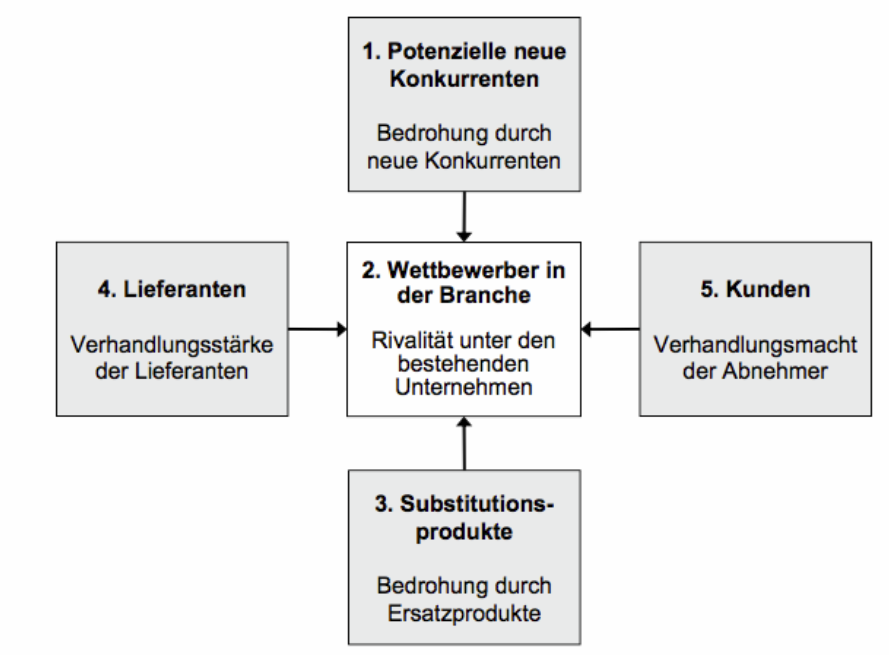 1. Potenzielle neue
Konkurrenten
Bedrohung durch
neue Konkurrenten
4. Lieferanten
Verhandlungsstärke
der Lieferanten
2. Wettbewerber in
der Branche
Rivalität unter den
bestehenden
Unternehmen
5. Kunden
Verhandlungsmacht
der Abnehmer
3. Substitutions-
produkte
Bedrohung durch
Ersatzprodukte